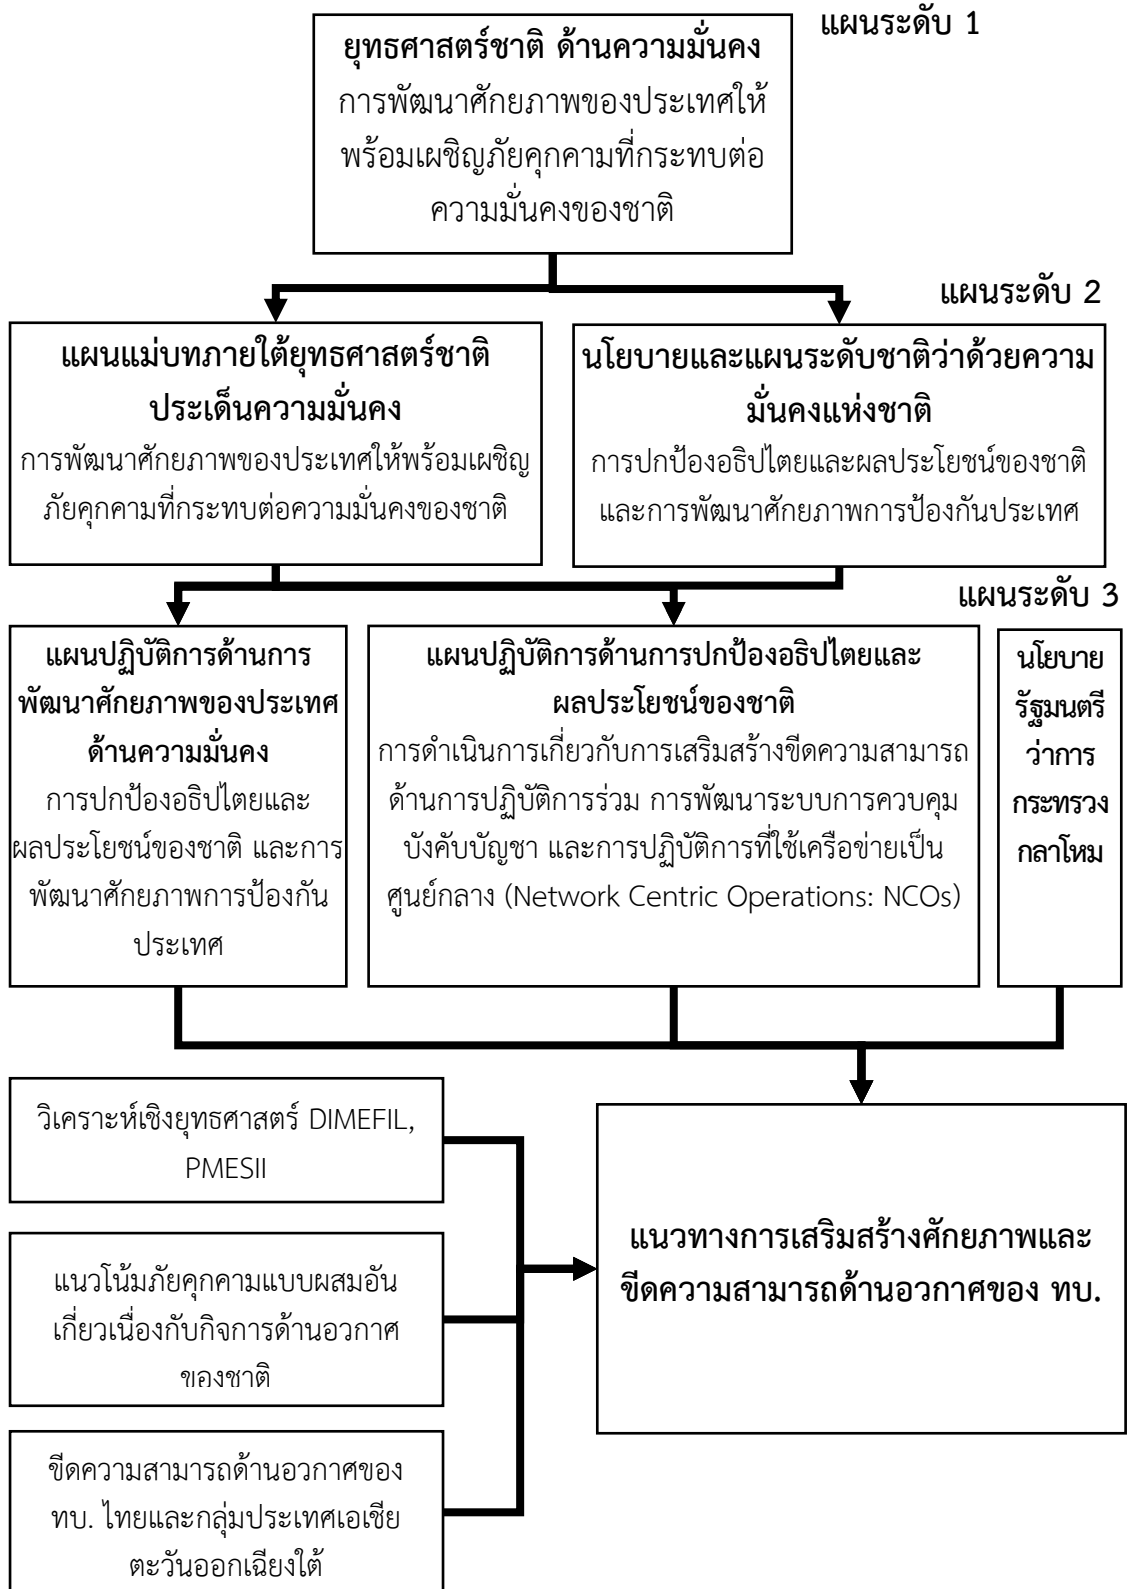 แผนระดับ 1
ยุทธศาสตร์ชาติ ด้านความมั่นคง
การพัฒนาศักยภาพของประเทศให้
พร้อมเผชิญภัยคุกคามที่กระทบต่อ
ความมั่นคงของชาติ
แผนระดับ 2
แผนแม่บทภายใต้ยุทธศาสตร์ชาติ
ประเด็นความมั่นคง
การพัฒนาศักยภาพของประเทศให้พร้อมเผชิญ
ภัยคุกคามที่กระทบต่อความมั่นคงของชาติ
นโยบายและแผนระดับชาติว่าด้วยความ
มั่นคงแห่งชาติ
การปกป้องอธิปไตยและผลประโยชน์ของชาติ
และการพัฒนาศักยภาพการป้องกันประเทศ
แผนระดับ 3
แผนปฏิบัติการด้านการ
พัฒนาศักยภาพของประเทศ
ด้านความมั่นคง
การปกป้องอธิปไตยและ
ผลประโยชน์ของชาติ และการ
พัฒนาศักยภาพการป้องกัน
ประเทศ
แผนปฏิบัติการด้านการปกป้องอธิปไตยและ
ผลประโยชน์ของชาติ
การดำเนินการเกี่ยวกับการเสริมสร้างขีดความสามารถ
ด้านการปฏิบัติการร่วม การพัฒนาระบบการควบคุม
บังคับบัญชา และการปฏิบัติการที่ใช้เครือข่ายเป็น
ศูนย์กลาง (Network Centric Operations: NCOs)
นโยบาย
รัฐมนตรี
ว่าการ
กระทรวง
กลาโหม
วิเคราะห์เชิงยุทธศาสตร์ DIMEFIL,
PMESII
แนวโน้มภัยคุกคามแบบผสมอัน
เกี่ยวเนื่องกับกิจการด้านอวกาศ
ของชาติ
ขีดความสามารถด้านอวกาศของ
ทบ. ไทยและกลุ่มประเทศเอเชีย
ตะวันออกเฉียงใต้
แนวทางการเสริมสร้างศักยภาพและ
ขีดความสามารถด้านอวกาศของ ทบ.